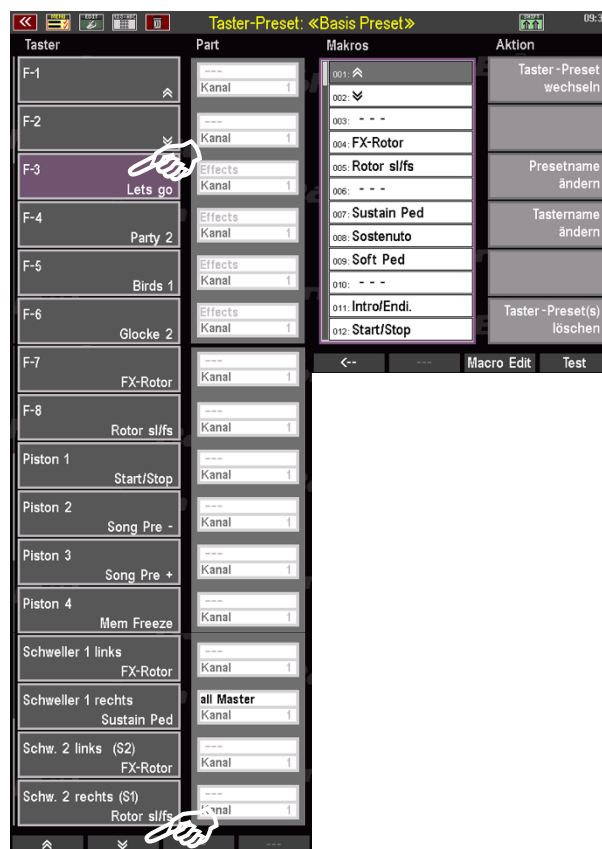 MENU EDIT Taster-Preset: «Basis Preset» SHIFT 09:3
Taster Part Makros Aktion
F-1
---
Kanal 1
F-2
---
Kanal 1
F-3
Lets go
Effects
Kanal 1
F-4
Party 2
Effects
Kanal 1
F-5
Birds 1
Effects
Kanal 1
F-6
Glocke 2
Effects
Kanal 1
F-7
FX-Rotor
---
Kanal 1
F-8
Rotor sl/fs
---
Kanal 1
Piston 1
Start/Stop
---
Kanal 1
Piston 2
Song Pre -
---
Kanal 1
Piston 3
Song Pre +
---
Kanal 1
Piston 4
Mem Freeze
---
Kanal 1
Schweller 1 links
FX-Rotor
---
Kanal 1
Schweller 1 rechts
Sustain Ped
all Master
Kanal 1
Schw. 2 links (S2)
FX-Rotor
---
Kanal 1
Schw. 2 rechts (S1)
Rotor sl/fs
---
Kanal 1
---
001:
002:
003: - - -
004: FX-Rotor
005: Rotor sl/fs
006: - - -
007: Sustain Ped
008: Sostenuto
009: Soft Ped
010: - - -
011: Intro/Endi.
012: Start/Stop
Taster-Preset
wechseln
Presetname
ändern
Tastername
ändern
Taster-Preset(s)
löschen
<-- --- Macro Edit Test